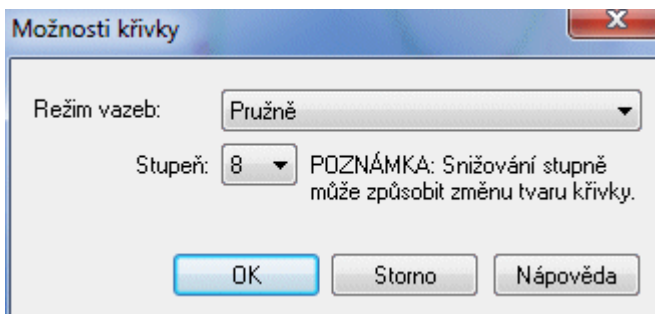 Možnosti křivky
Režim vazeb: Pružně
Stupeň: 8 POZNÁMKA: Snižování stupně
může způsobit změnu tvaru křivky.
OK Storno Nápověda